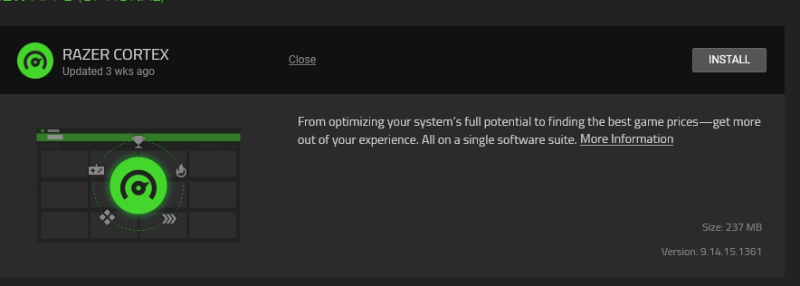 RAZER CORTEX
Updated 3 wks ago
Close
INSTALL
From optimizing your system's full potential to finding the best game prices—get more
out of your experience. All on a single software suite. More Information
Size: 237 MB
Version: 9.14.15.1361